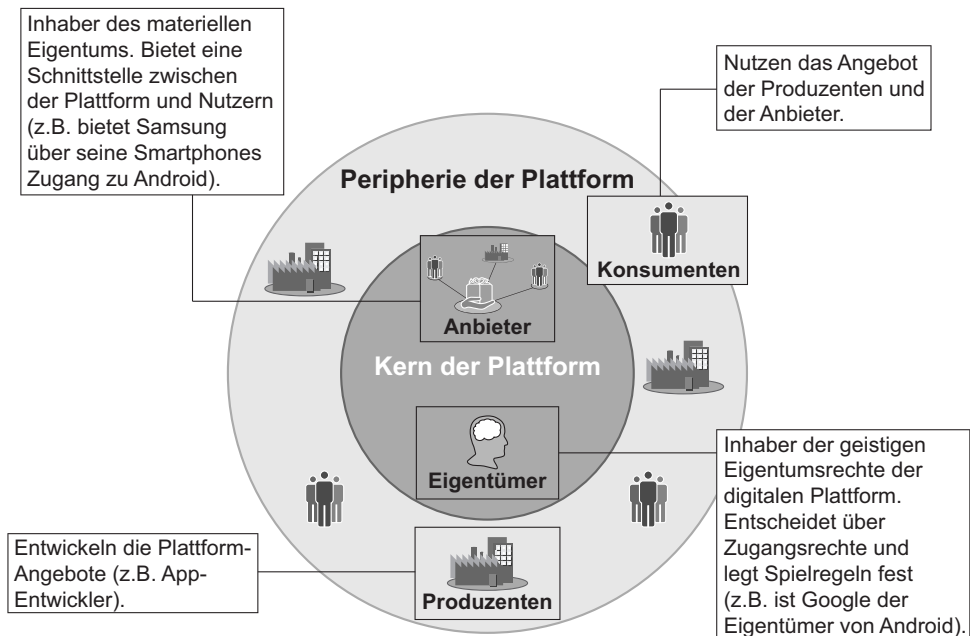 Inhaber des materiellen
Eigentums. Bietet eine
Schnittstelle zwischen
der Plattform und Nutzern
(z.B. bietet Samsung
über seine Smartphones
Zugang zu Android).
Nutzen das Angebot
der Produzenten und
der Anbieter.
Peripherie der Plattform
Konsumenten
Anbieter
Kern der Plattform
Eigentümer
Inhaber der geistigen
Eigentumsrechte der
digitalen Plattform.
Entscheidet über
Zugangsrechte und
legt Spielregeln fest
(z.B. ist Google der
Eigentümer von Android).
Entwickeln die Plattform-
Angebote (z.B. App-
Entwickler).
Produzenten